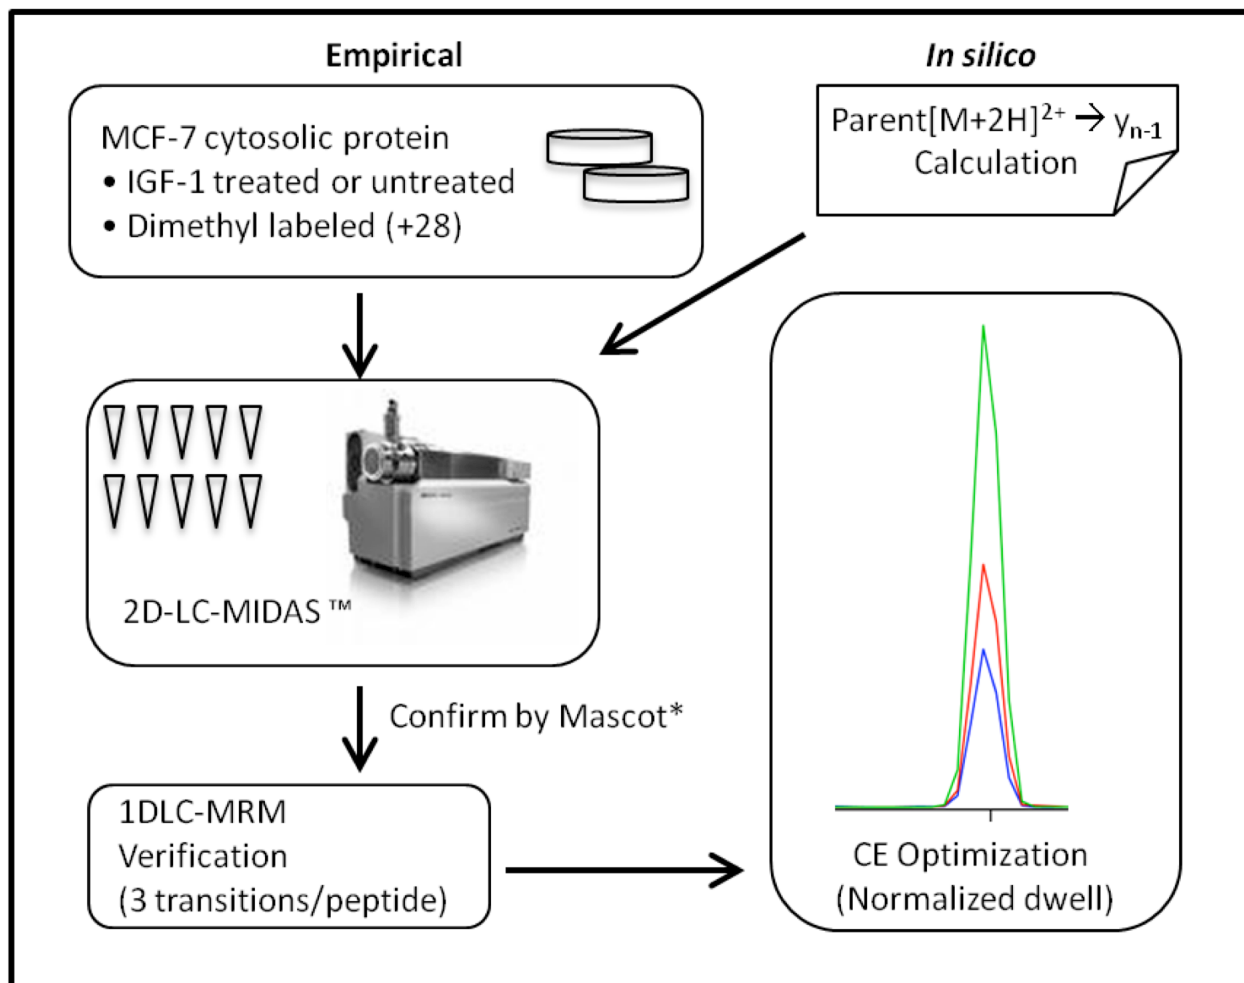 Empirical
In silico
MCF-7 cytosolic protein
• IGF-1 treated or untreated
• Dimethyl labeled (+28)
Parent[M+2H]²⁺ → yₙ₋₁
Calculation
2D-LC-MIDAS™
Confirm by Mascot*
1DLC-MRM
Verification
(3 transitions/peptide)
CE Optimization
(Normalized dwell)